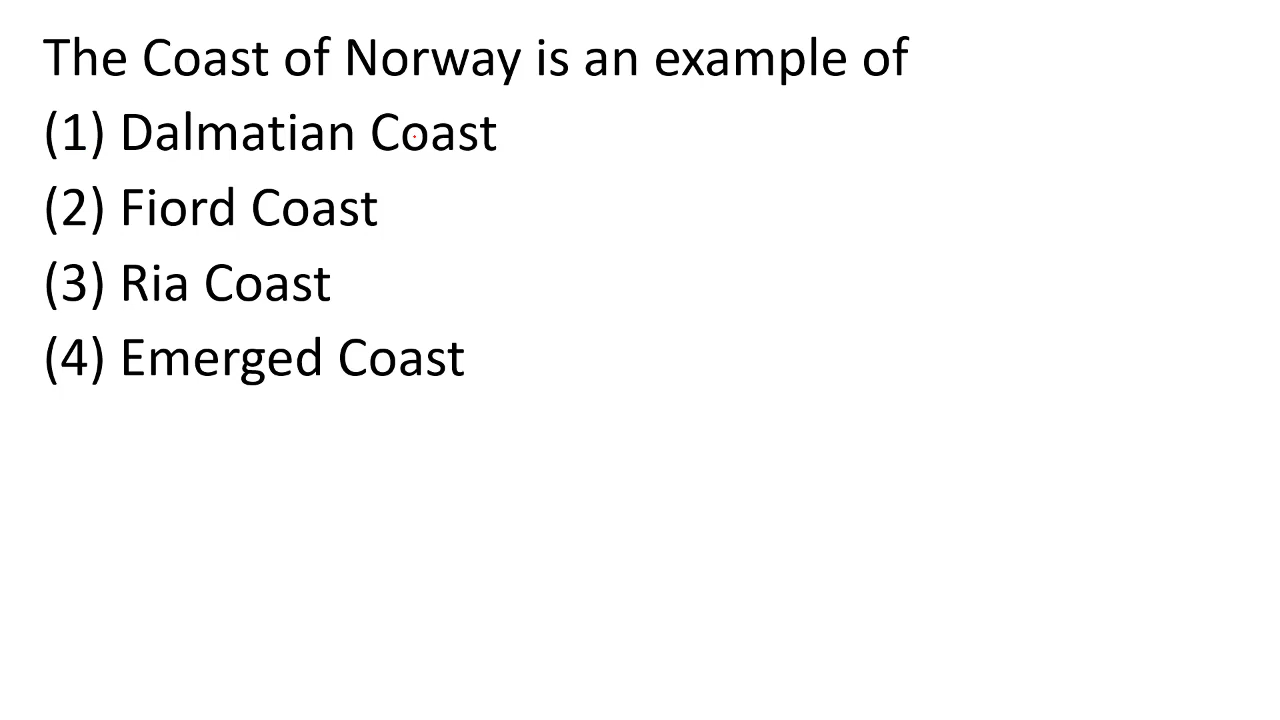 The Coast of Norway is an example of
(1) Dalmatian Coast
(2) Fiord Coast
(3) Ria Coast
(4) Emerged Coast